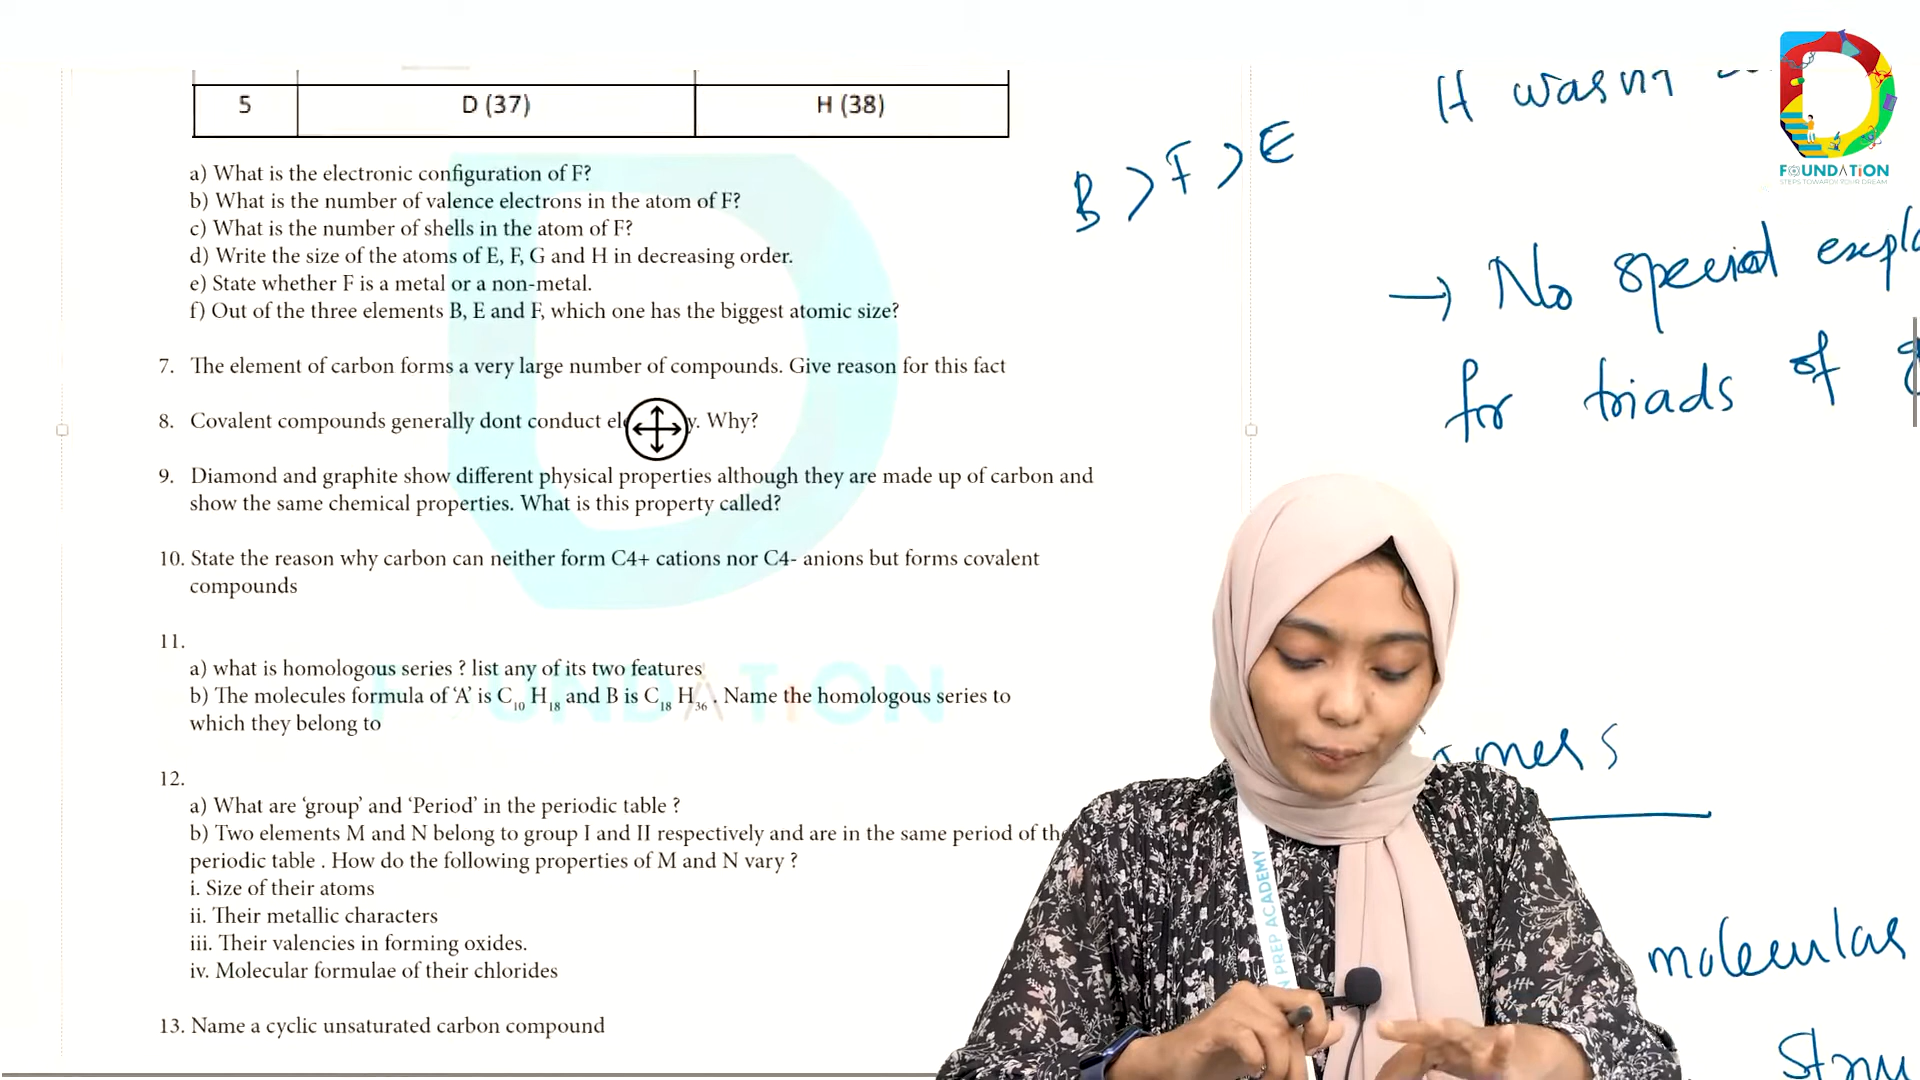 5 D (37) H (38)
a) What is the electronic configuration of F?
b) What is the number of valence electrons in the atom of F?
c) What is the number of shells in the atom of F?
d) Write the size of the atoms of E, F, G and H in decreasing order.
e) State whether F is a metal or a non-metal.
f) Out of the three elements B, E and F, which one has the biggest atomic size?
7. The element of carbon forms a very large number of compounds. Give reason for this fact
8. Covalent compounds generally dont conduct Why?
9. Diamond and graphite show different physical properties although they are made up of carbon and
show the same chemical properties. What is this property called?
10. State the reason why carbon can neither form C4+ cations nor C4- anions but forms covalent
compounds
11.
a) what is homologous series ? list any of its two features
b) The molecules formula of ‘A’ is C₁₀ H₁₈ and B is C₁₈ H₃₆ . Name the homologous series to
which they belong to
12.
a) What are ‘group’ and ‘Period’ in the periodic table ?
b) Two elements M and N belong to group I and II respectively and are in the same period of the
periodic table . How do the following properties of M and N vary ?
i. Size of their atoms
ii. Their metallic characters
iii. Their valencies in forming oxides.
iv. Molecular formulae of their chlorides
13. Name a cyclic unsaturated carbon compound
B > F > E
H wasn't
→ No special
for triads of
molecular
FOUNDATION
STEPS TOWARDS YOUR DREAM
FOUNDATION
PREP ACADEMY